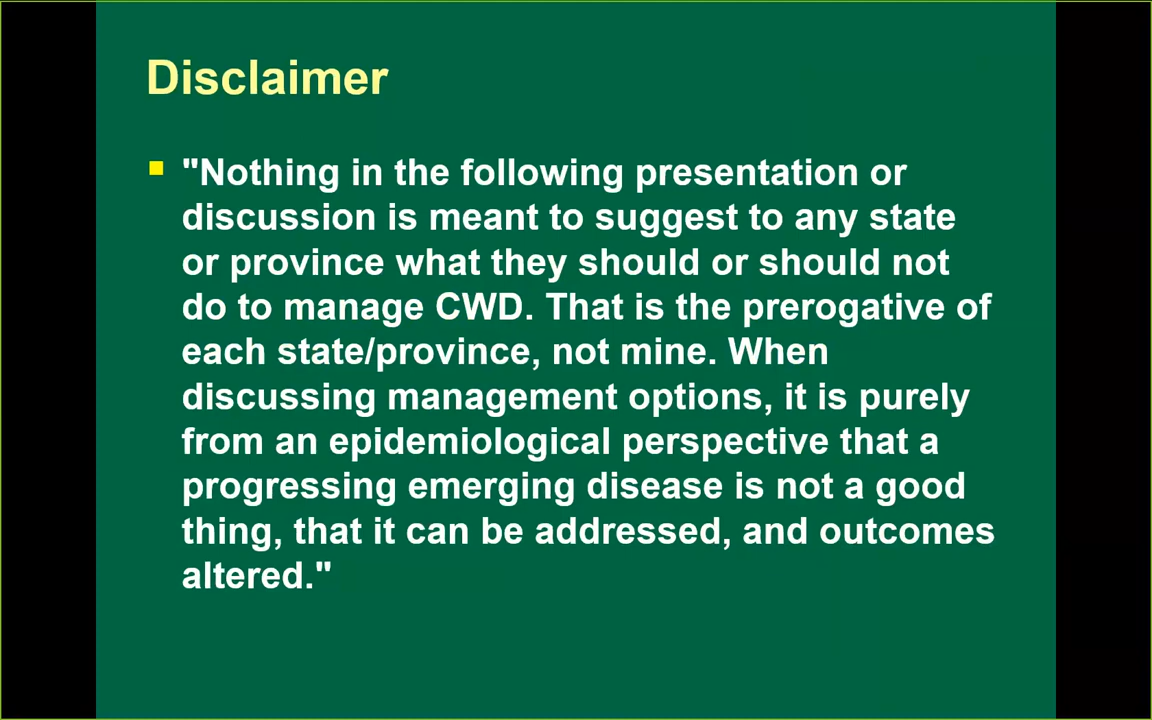 Disclaimer
"Nothing in the following presentation or
discussion is meant to suggest to any state
or province what they should or should not
do to manage CWD. That is the prerogative of
each state/province, not mine. When
discussing management options, it is purely
from an epidemiological perspective that a
progressing emerging disease is not a good
thing, that it can be addressed, and outcomes
altered."